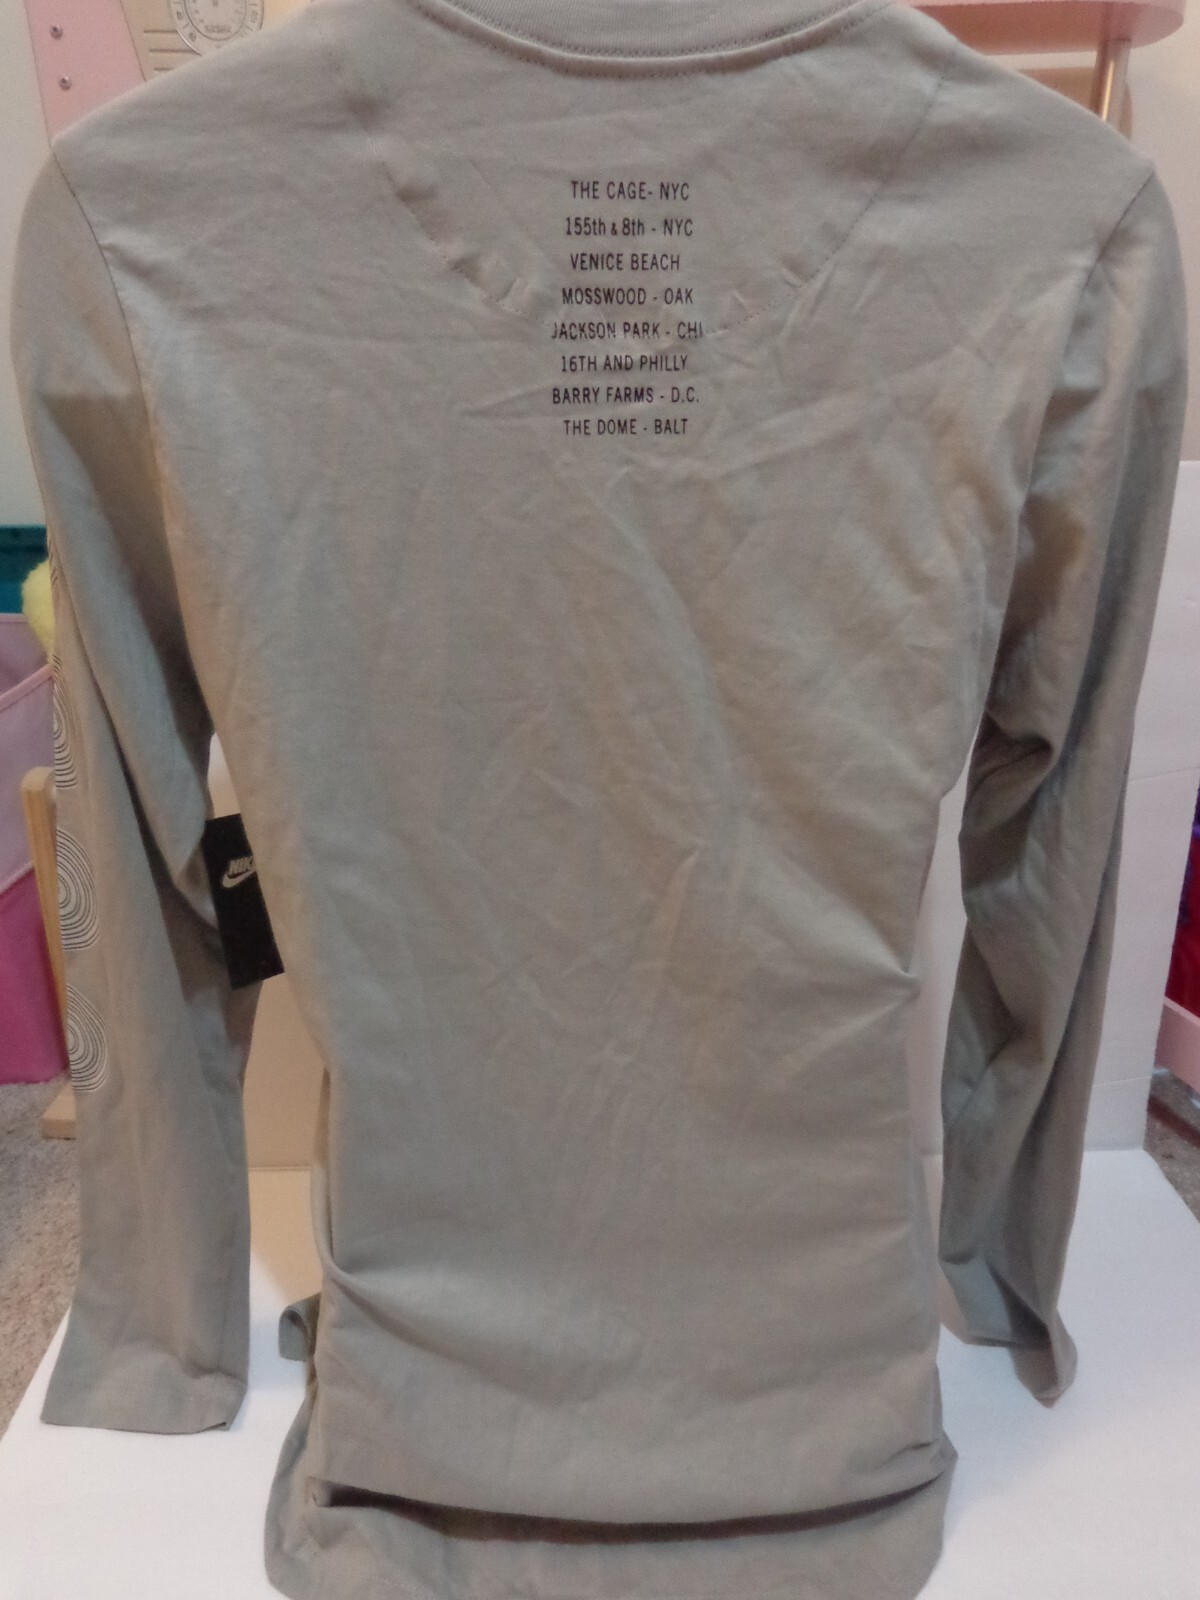 THE CAGE- NYC
155th & 8th - NYC
VENICE BEACH
MOSSWOOD - OAK
JACKSON PARK - CHI
16TH AND PHILLY
BARRY FARMS - D.C.
THE DOME - BALT
NIK